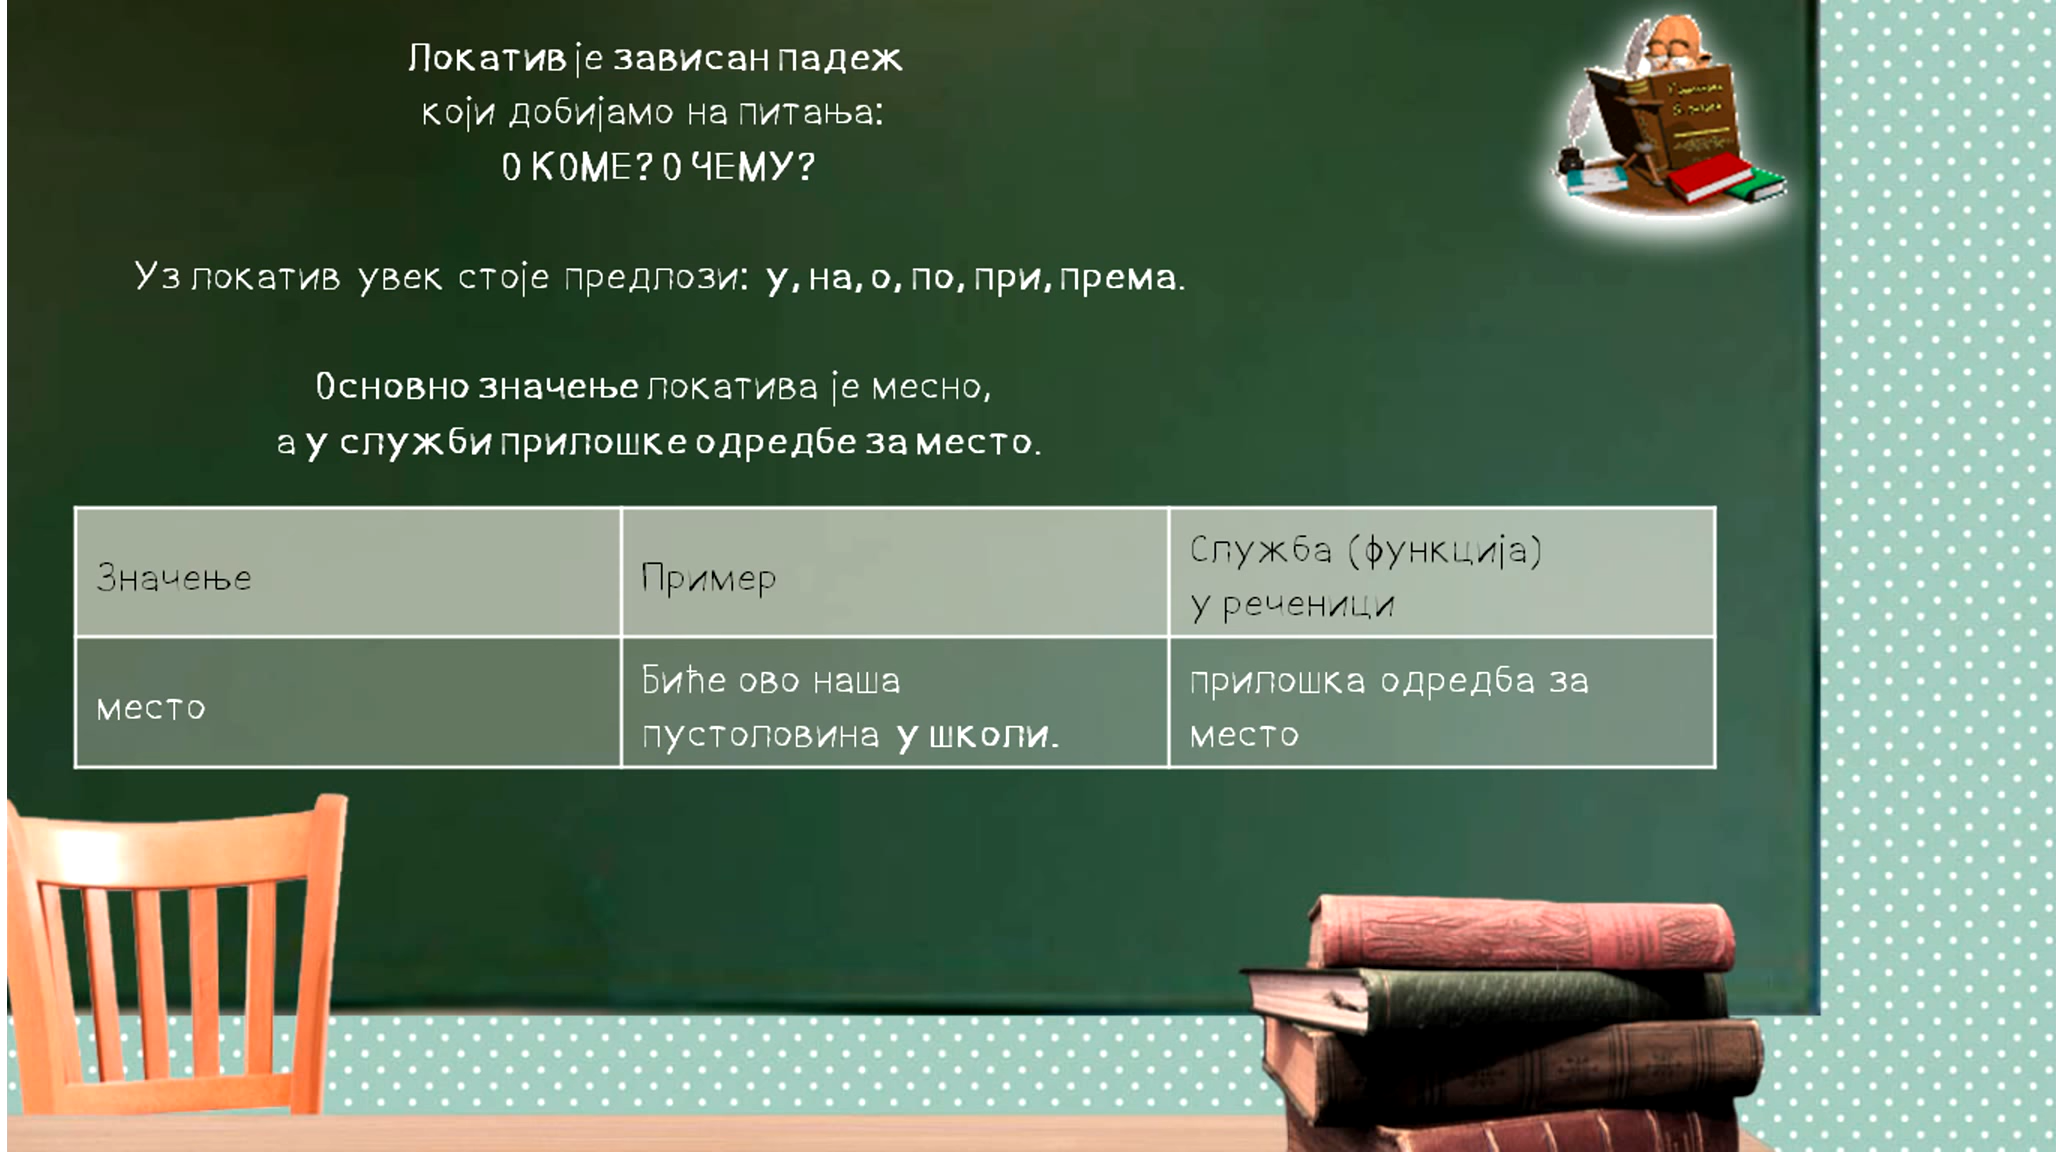 Локатив је зависан падеж
који добијамо на питања:
О КОМЕ? О ЧЕМУ?
Уз локатив увек стоје предлози: у, на, о, по, при, према.
Основно значење локатива је месно,
а у служби прилошке одредбе за место.
Значење
Пример
Служба (функција)
у реченици
место
Биће ово наша
пустоловина у школи.
прилошка одредба за
место